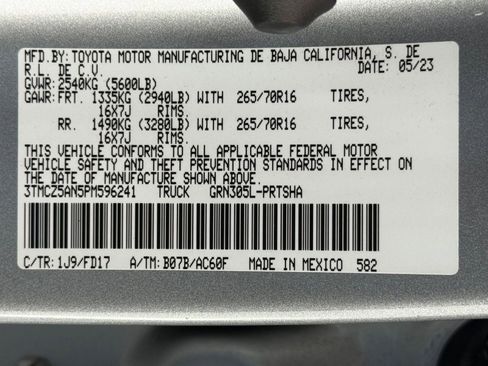 MFD.BY:TOYOTA MOTOR MANUFACTURING DE BAJA CALIFORNIA, S. DE
R.L. DE C.V. DATE: 05/23
GVWR:2540KG(5600LB)
GAWR:FRT. 1335KG (2940LB) WITH 265/70R16 TIRES,
16X7J RIMS.
RR. 1490KG (3280LB) WITH 265/70R16 TIRES,
16X7J RIMS.
THIS VEHICLE CONFORMS TO ALL APPLICABLE FEDERAL MOTOR
VEHICLE SAFETY AND THEFT PREVENTION STANDARDS IN EFFECT ON
THE DATE OF MANUFACTURE SHOWN ABOVE.
3TMCZ5AN5PM596241 TRUCK GRN305L-PRTSHA
C/TR:1J9/FD17 A/TM:B07B/AC60F MADE IN MEXICO 582